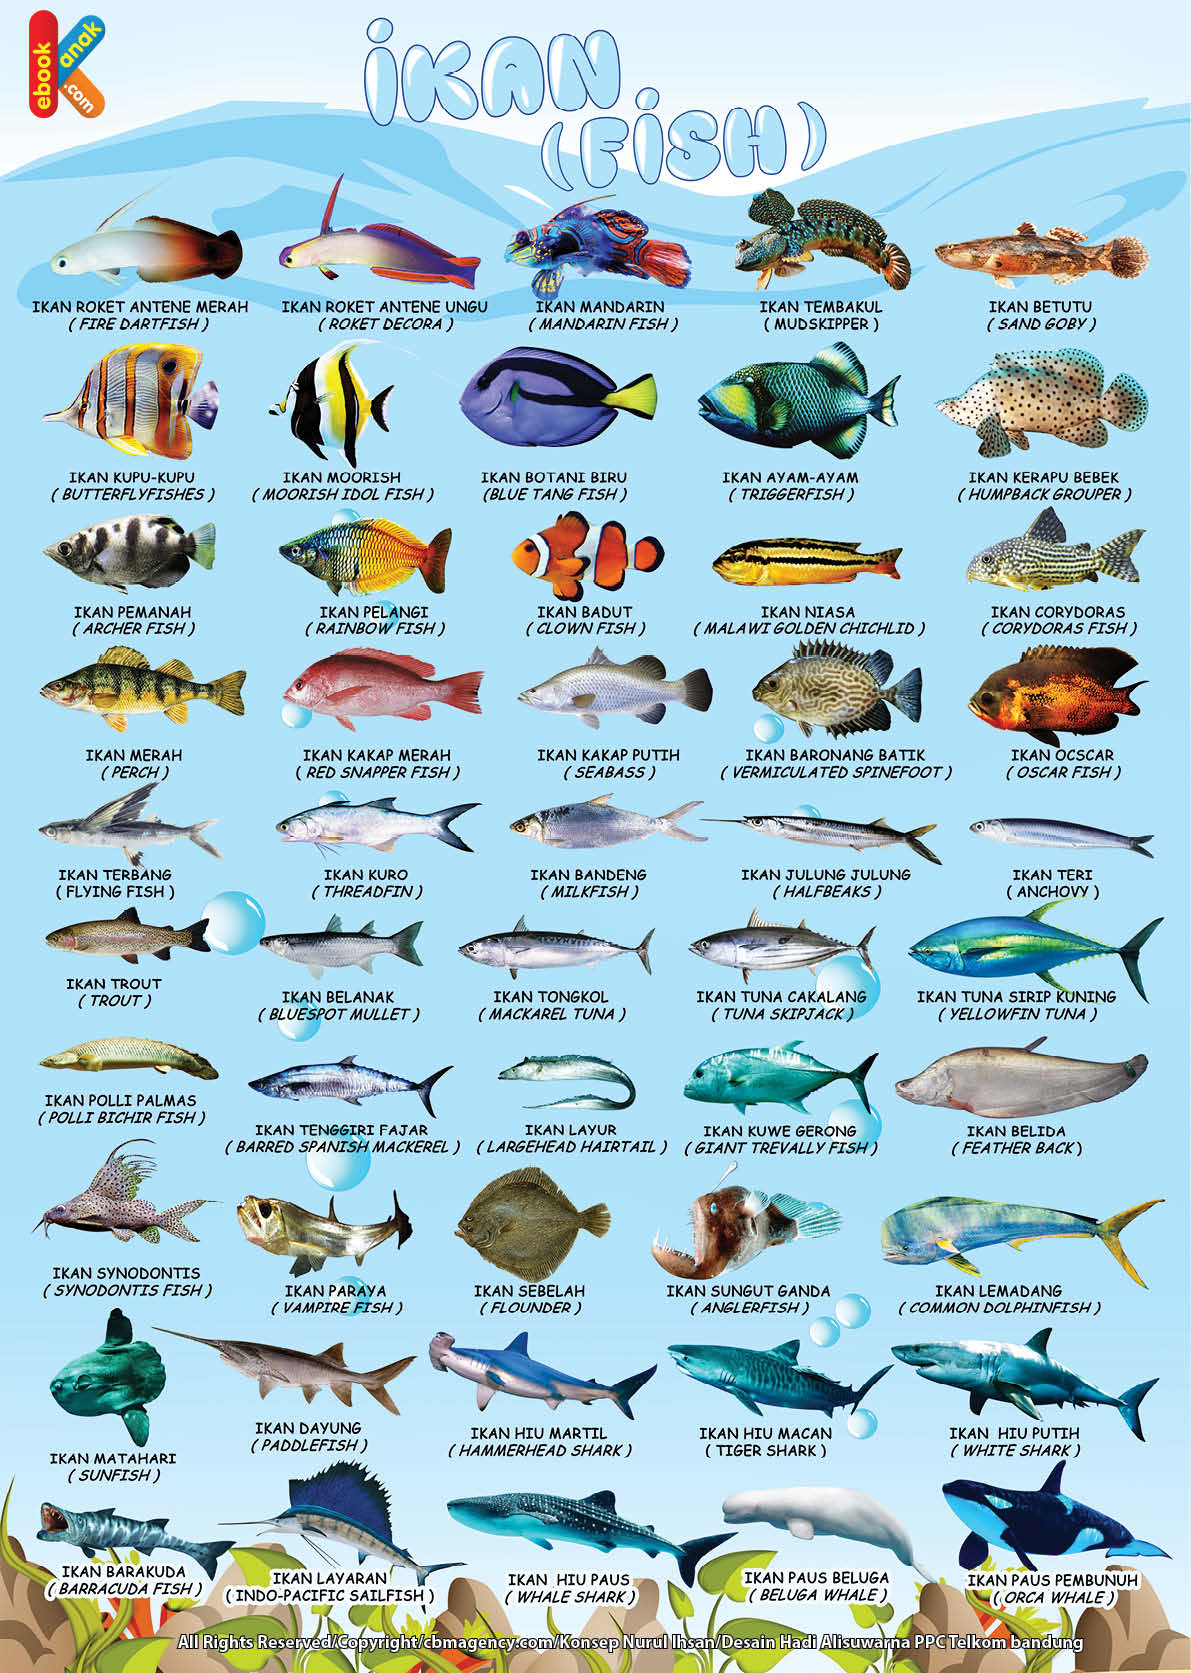 ebook
anak
.com
iKAN
(FiSH)
IKAN ROKET ANTENE MERAH
( FIRE DARTFISH )
IKAN ROKET ANTENE UNGU
( ROKET DECORA )
IKAN MANDARIN
( MANDARIN FISH )
IKAN TEMBAKUL
( MUDSKIPPER )
IKAN BETUTU
( SAND GOBY )
IKAN KUPU-KUPU
( BUTTERFLYFISHES )
IKAN MOORISH
( MOORISH IDOL FISH )
IKAN BOTANI BIRU
(BLUE TANG FISH )
IKAN AYAM-AYAM
( TRIGGERFISH )
IKAN KERAPU BEBEK
( HUMPBACK GROUPER )
IKAN PEMANAH
( ARCHER FISH )
IKAN PELANGI
( RAINBOW FISH )
IKAN BADUT
( CLOWN FISH )
IKAN NIASA
( MALAWI GOLDEN CHICHLID )
IKAN CORYDORAS
( CORYDORAS FISH )
IKAN MERAH
( PERCH )
IKAN KAKAP MERAH
( RED SNAPPER FISH )
IKAN KAKAP PUTIH
( SEABASS )
IKAN BARONANG BATIK
( VERMICULATED SPINEFOOT )
IKAN OCSCAR
( OSCAR FISH )
IKAN TERBANG
( FLYING FISH )
IKAN KURO
( THREADFIN )
IKAN BANDENG
( MILKFISH )
IKAN JULUNG JULUNG
( HALFBEAKS )
IKAN TERI
( ANCHOVY )
IKAN TROUT
( TROUT )
IKAN BELANAK
( BLUESPOT MULLET )
IKAN TONGKOL
( MACKAREL TUNA )
IKAN TUNA CAKALANG
( TUNA SKIPJACK )
IKAN TUNA SIRIP KUNING
( YELLOWFIN TUNA )
IKAN POLLI PALMAS
( POLLI BICHIR FISH )
IKAN TENGGIRI FAJAR
( BARRED SPANISH MACKEREL )
IKAN LAYUR
( LARGEHEAD HAIRTAIL )
IKAN KUWE GERONG
( GIANT TREVALLY FISH )
IKAN BELIDA
( FEATHER BACK )
IKAN SYNODONTIS
( SYNODONTIS FISH )
IKAN PARAYA
( VAMPIRE FISH )
IKAN SEBELAH
( FLOUNDER )
IKAN SUNGUT GANDA
( ANGLERFISH )
IKAN LEMADANG
( COMMON DOLPHINFISH )
IKAN MATAHARI
( SUNFISH )
IKAN DAYUNG
( PADDLEFISH )
IKAN HIU MARTIL
( HAMMERHEAD SHARK )
IKAN HIU MACAN
( TIGER SHARK )
IKAN HIU PUTIH
( WHITE SHARK )
IKAN BARAKUDA
( BARRACUDA FISH )
IKAN LAYARAN
( INDO-PACIFIC SAILFISH )
IKAN HIU PAUS
( WHALE SHARK )
IKAN PAUS BELUGA
( BELUGA WHALE )
IKAN PAUS PEMBUNUH
( ORCA WHALE )
All Rights Reserved/Copyright/cbmagency.com/Konsep Nurul Ihsan/Desain Hadi Alisuwarna PPC Telkom bandung